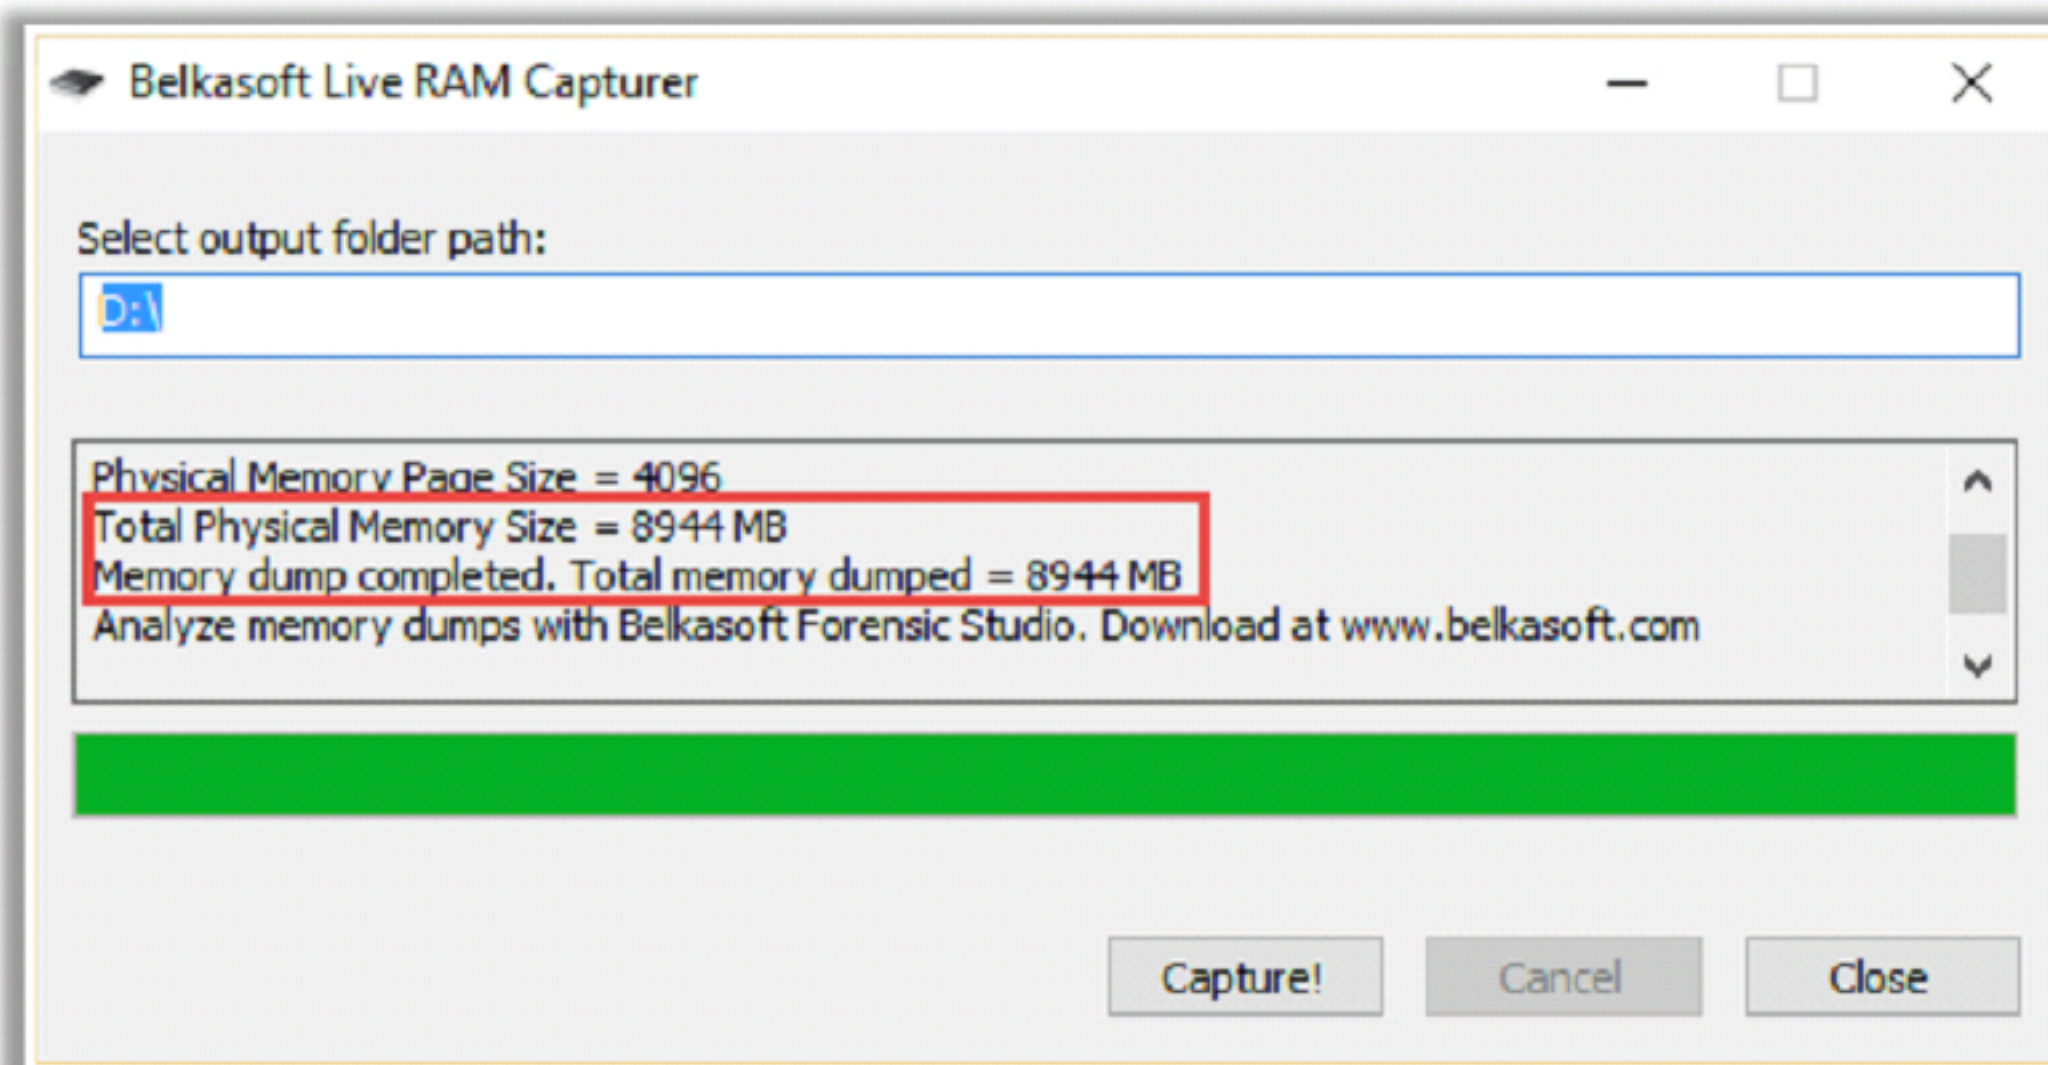 Belkasoft Live RAM Capturer
Select output folder path:
D:\
Physical Memory Page Size = 4096
Total Physical Memory Size = 8944 MB
Memory dump completed. Total memory dumped = 8944 MB
Analyze memory dumps with Belkasoft Forensic Studio. Download at www.belkasoft.com
Capture!
Cancel
Close